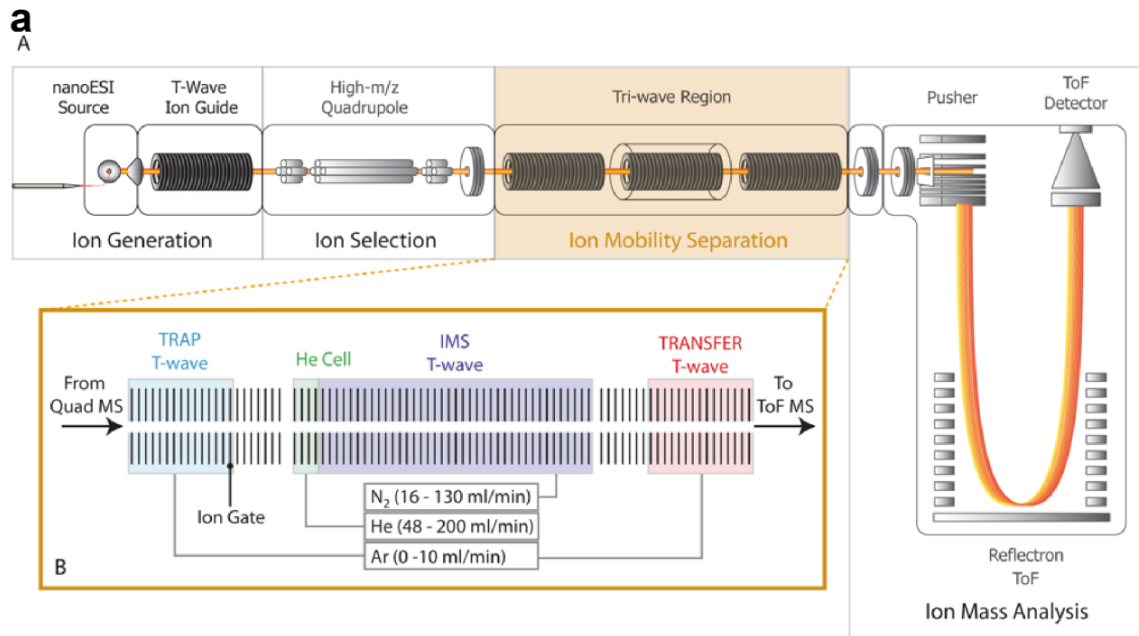 a
A
nanoESI
Source
T-Wave
Ion Guide
High-m/z
Quadrupole
Tri-wave Region
Pusher
ToF
Detector
Ion Generation
Ion Selection
Ion Mobility Separation
TRAP
T-wave
He Cell
IMS
T-wave
TRANSFER
T-wave
From
Quad MS
To
ToF MS
Ion Gate
N2 (16 - 130 ml/min)
He (48 - 200 ml/min)
Ar (0 -10 ml/min)
B
Reflectron
ToF
Ion Mass Analysis